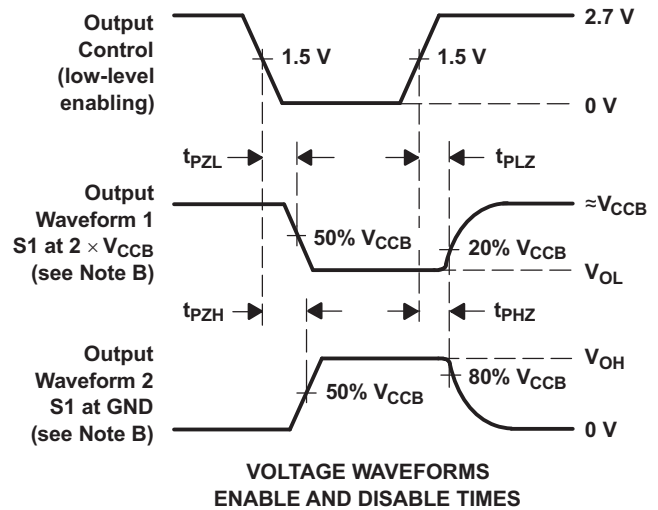 Output
Control
(low-level
enabling)
2.7 V
1.5 V
1.5 V
0 V
tPZL
tPLZ
Output
Waveform 1
S1 at 2 × VCCB
(see Note B)
≈VCCB
50% VCCB
20% VCCB
VOL
tPZH
tPHZ
Output
Waveform 2
S1 at GND
(see Note B)
VOH
50% VCCB
80% VCCB
0 V
VOLTAGE WAVEFORMS
ENABLE AND DISABLE TIMES